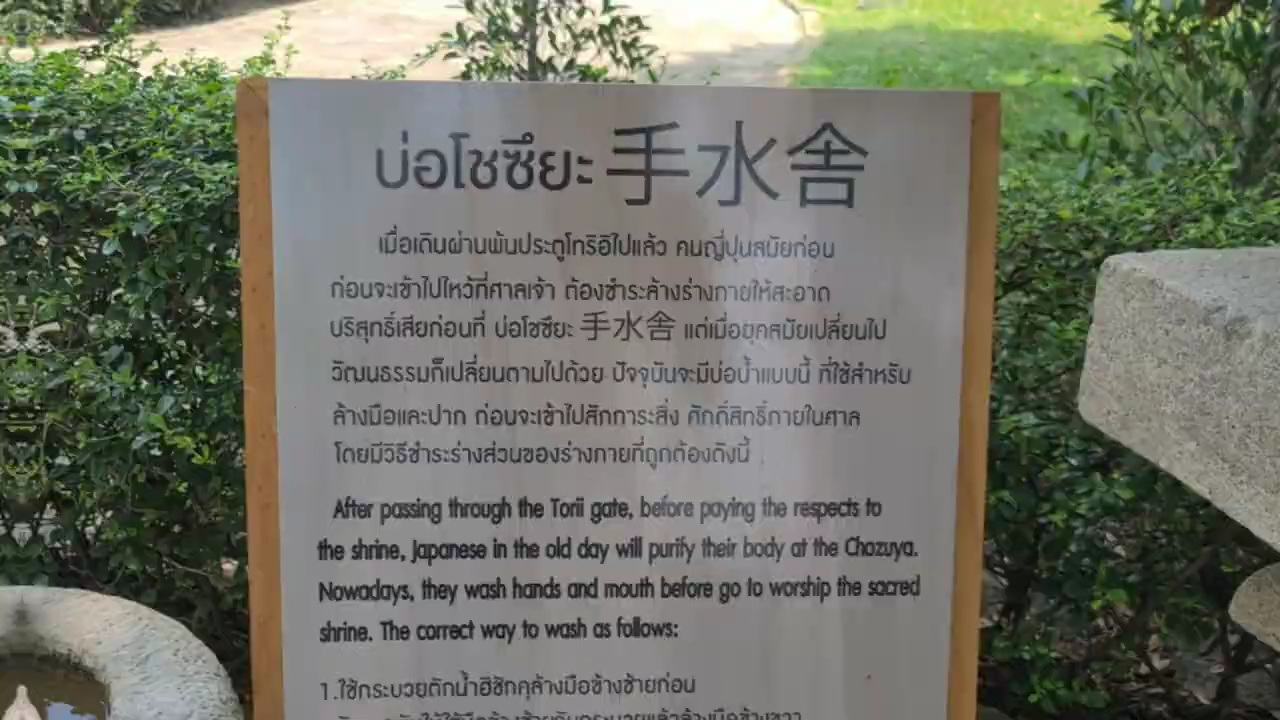 บ่อโชซึยะ 手水舎
เมื่อเดินผ่านพ้นประตูโทริอิไปแล้ว คนญี่ปุ่นสมัยก่อน
ก่อนจะเข้าไปไหว้ที่ศาลเจ้า ต้องชำระล้างร่างกายให้สะอาด
บริสุทธิ์เสียก่อนที่ บ่อโชซึยะ 手水舎 แต่เมื่อยุคสมัยเปลี่ยนไป
วัฒนธรรมก็เปลี่ยนตามไปด้วย ปัจจุบันจะมีบ่อน้ำแบบนี้ ที่ใช้สำหรับ
ล้างมือและปาก ก่อนจะเข้าไปสักการะสิ่ง ศักดิ์สิทธิ์ภายในศาล
โดยมีวิธีชำระร่างส่วนของร่างกายที่ถูกต้องดังนี้
After passing through the Torii gate, before paying the respects to
the shrine, Japanese in the old day will purify their body at the Chozuya.
Nowadays, they wash hands and mouth before go to worship the sacred
shrine. The correct way to wash as follows:
1.ใช้กระบวยตักน้ำฮิชักคุล้างมือข้างซ้ายก่อน